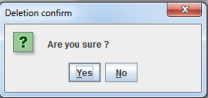 Deletion confirm
Are you sure ?
Yes No